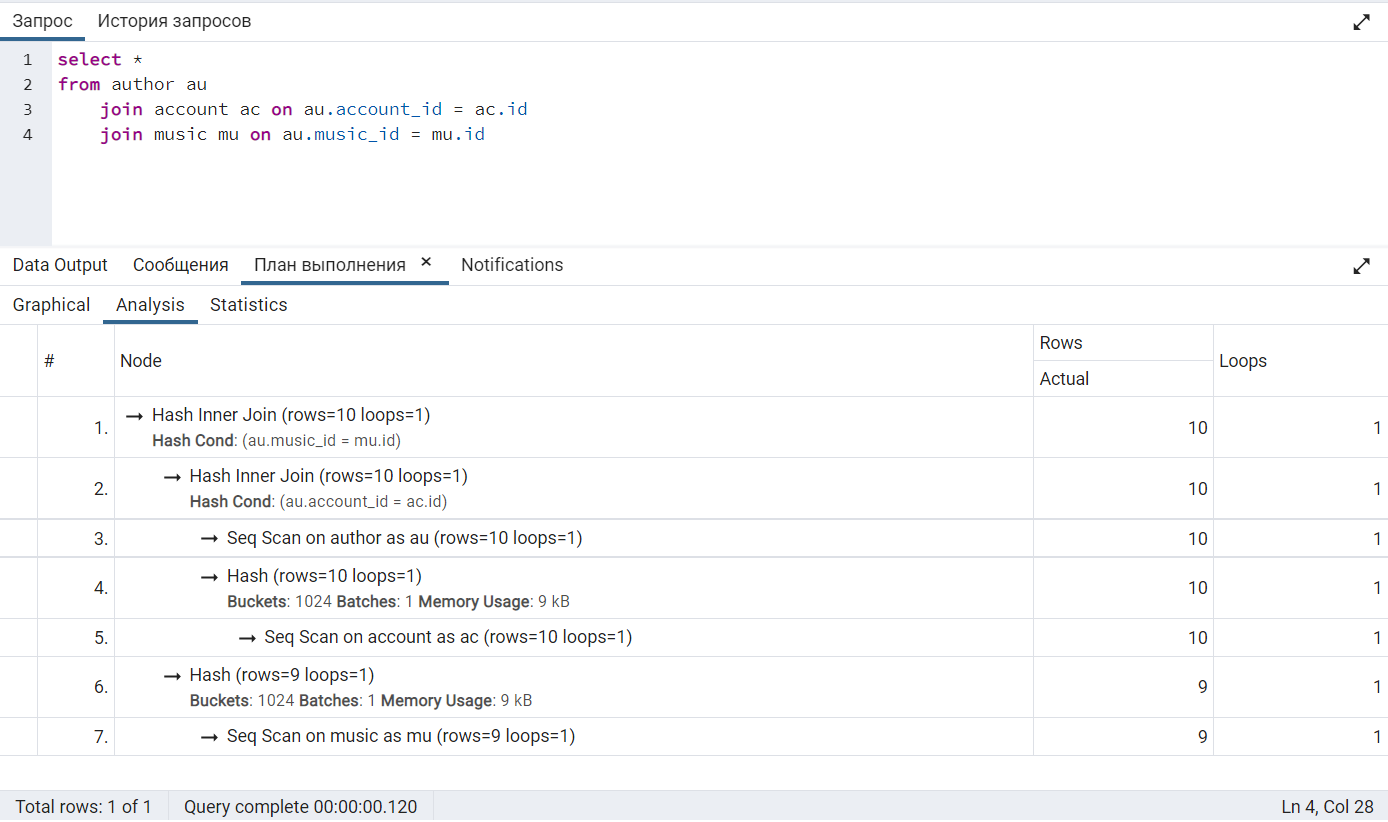 Запрос История запросов
1 select *
2 from author au
3 join account ac on au.account_id = ac.id
4 join music mu on au.music_id = mu.id
Data Output Сообщения План выполнения × Notifications
Graphical Analysis Statistics
# Node Rows Loops
Actual
1. → Hash Inner Join (rows=10 loops=1) 10 1
Hash Cond: (au.music_id = mu.id)
2. → Hash Inner Join (rows=10 loops=1) 10 1
Hash Cond: (au.account_id = ac.id)
3. → Seq Scan on author as au (rows=10 loops=1) 10 1
4. → Hash (rows=10 loops=1) 10 1
Buckets: 1024 Batches: 1 Memory Usage: 9 kB
5. → Seq Scan on account as ac (rows=10 loops=1) 10 1
6. → Hash (rows=9 loops=1) 9 1
Buckets: 1024 Batches: 1 Memory Usage: 9 kB
7. → Seq Scan on music as mu (rows=9 loops=1) 9 1
Total rows: 1 of 1 Query complete 00:00:00.120 Ln 4, Col 28